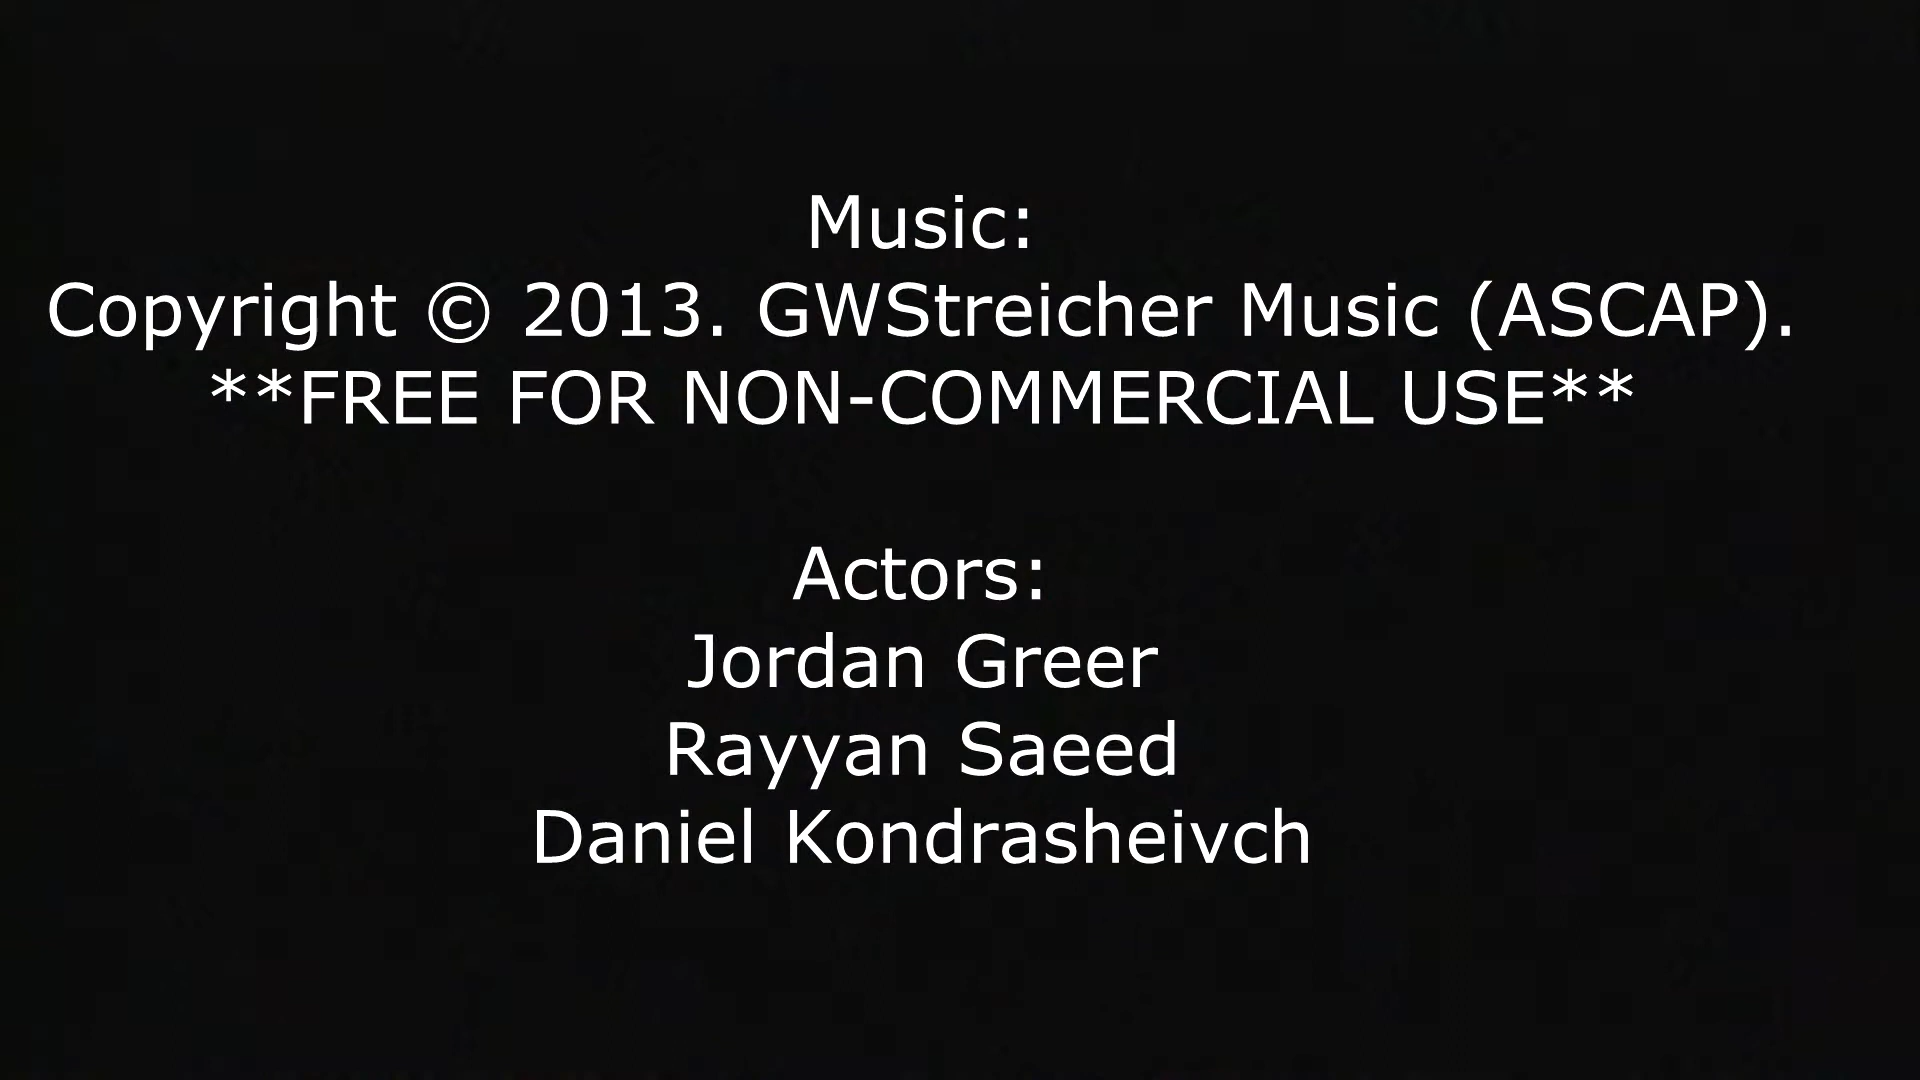 Music:
Copyright © 2013. GWStreicher Music (ASCAP).
**FREE FOR NON-COMMERCIAL USE**
Actors:
Jordan Greer
Rayyan Saeed
Daniel Kondrasheivch